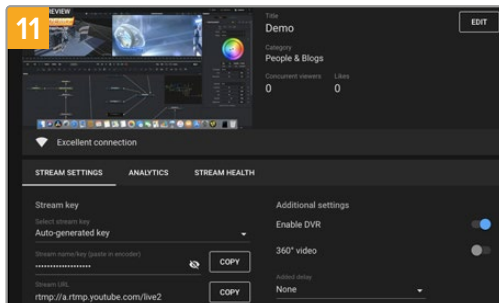 11
REVIEW
Title
Demo
EDIT
Category
People & Blogs
Concurrent viewers Likes
0 0
Excellent connection
STREAM SETTINGS ANALYTICS STREAM HEALTH
Stream key
Additional settings
Select stream key
Auto-generated key
Enable DVR
Stream name/key (paste in encoder)
•••••••••••••••••••
COPY
360° video
Stream URL
rtmp://a.rtmp.youtube.com/live2
COPY
Added delay
None